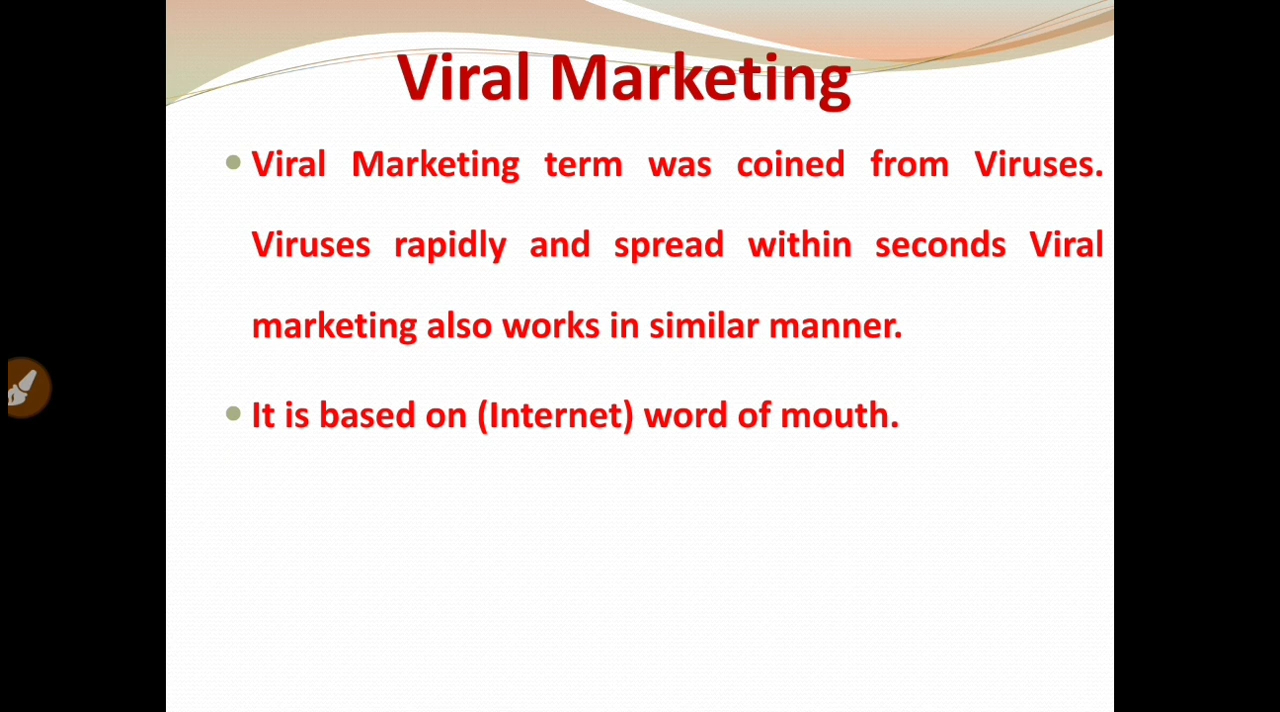 Viral Marketing
Viral Marketing term was coined from Viruses.
Viruses rapidly and spread within seconds Viral
marketing also works in similar manner.
It is based on (Internet) word of mouth.